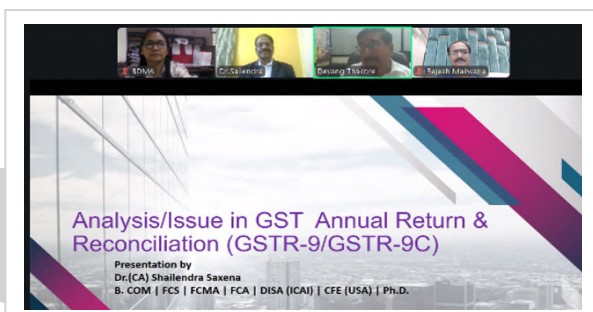 BDMA
Dr.Sailendra
Devang Thakore
Rajesh Makwana
Analysis/Issue in GST Annual Return &
Reconciliation (GSTR-9/GSTR-9C)
Presentation by
Dr.(CA) Shailendra Saxena
B. COM | FCS | FCMA | FCA | DISA (ICAI) | CFE (USA) | Ph.D.